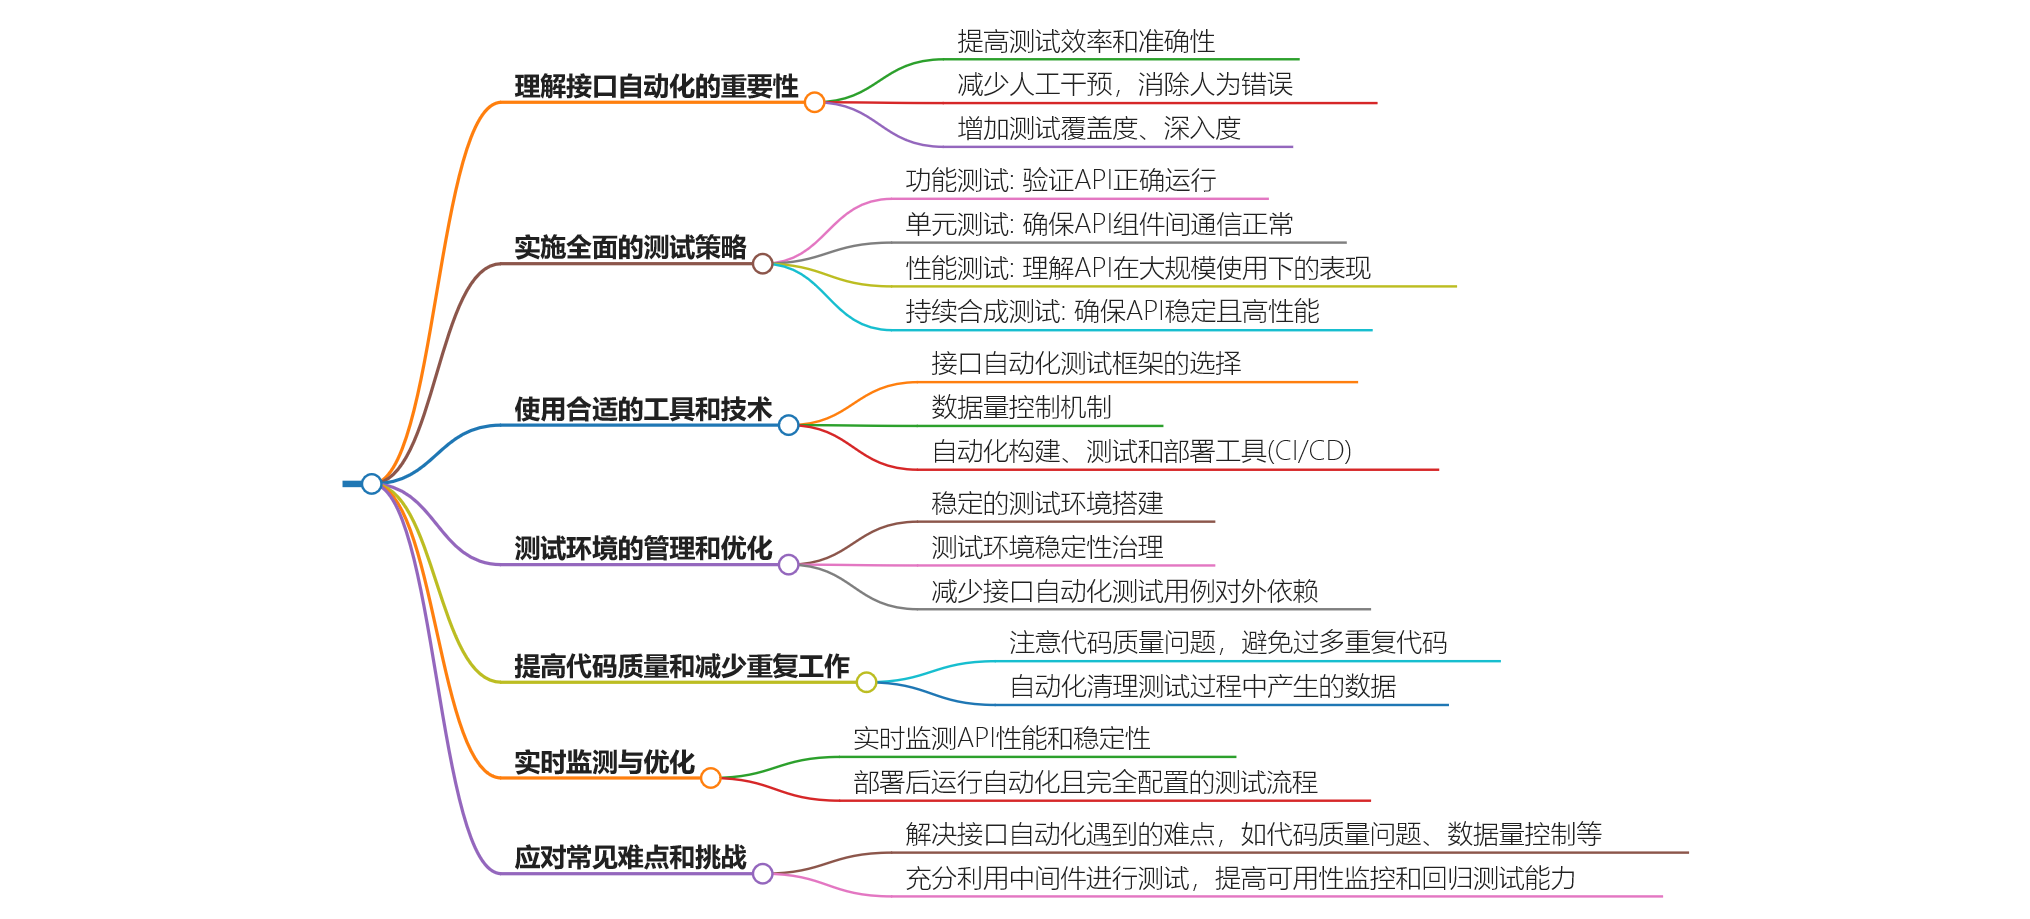 理解接口自动化的重要性
提高测试效率和准确性
减少人工干预，消除人为错误
增加测试覆盖度、深入度
实施全面的测试策略
功能测试: 验证API正确运行
单元测试: 确保API组件间通信正常
性能测试: 理解API在大规模使用下的表现
持续合成测试: 确保API稳定且高性能
使用合适的工具和技术
接口自动化测试框架的选择
数据量控制机制
自动化构建、测试和部署工具(CI/CD)
测试环境的管理和优化
稳定的测试环境搭建
测试环境稳定性治理
减少接口自动化测试用例对外依赖
提高代码质量和减少重复工作
注意代码质量问题，避免过多重复代码
自动化清理测试过程中产生的数据
实时监测与优化
实时监测API性能和稳定性
部署后运行自动化且完全配置的测试流程
应对常见难点和挑战
解决接口自动化遇到的难点，如代码质量问题、数据量控制等
充分利用中间件进行测试，提高可用性监控和回归测试能力